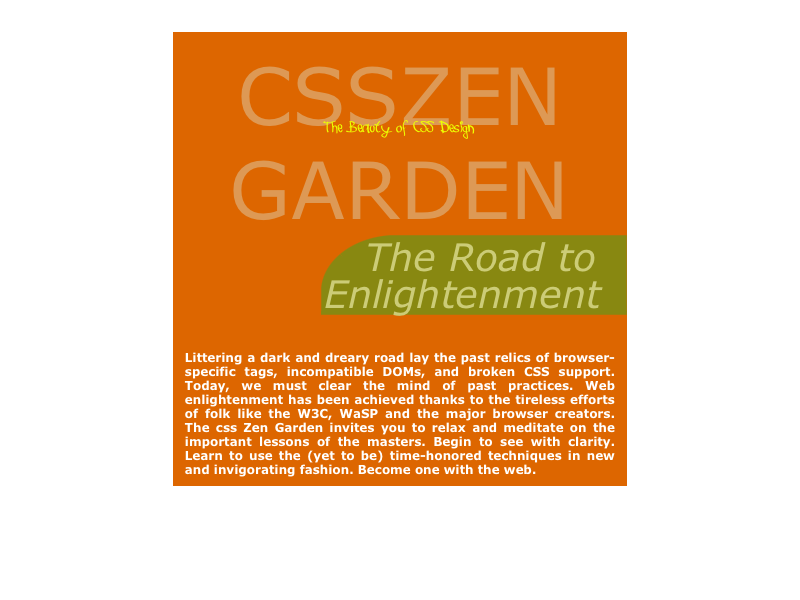 CSSZEN
The Beauty of CSS Design
GARDEN
The Road to
Enlightenment
Littering a dark and dreary road lay the past relics of browser-
specific tags, incompatible DOMs, and broken CSS support.
Today, we must clear the mind of past practices. Web
enlightenment has been achieved thanks to the tireless efforts
of folk like the W3C, WaSP and the major browser creators.
The css Zen Garden invites you to relax and meditate on the
important lessons of the masters. Begin to see with clarity.
Learn to use the (yet to be) time-honored techniques in new
and invigorating fashion. Become one with the web.